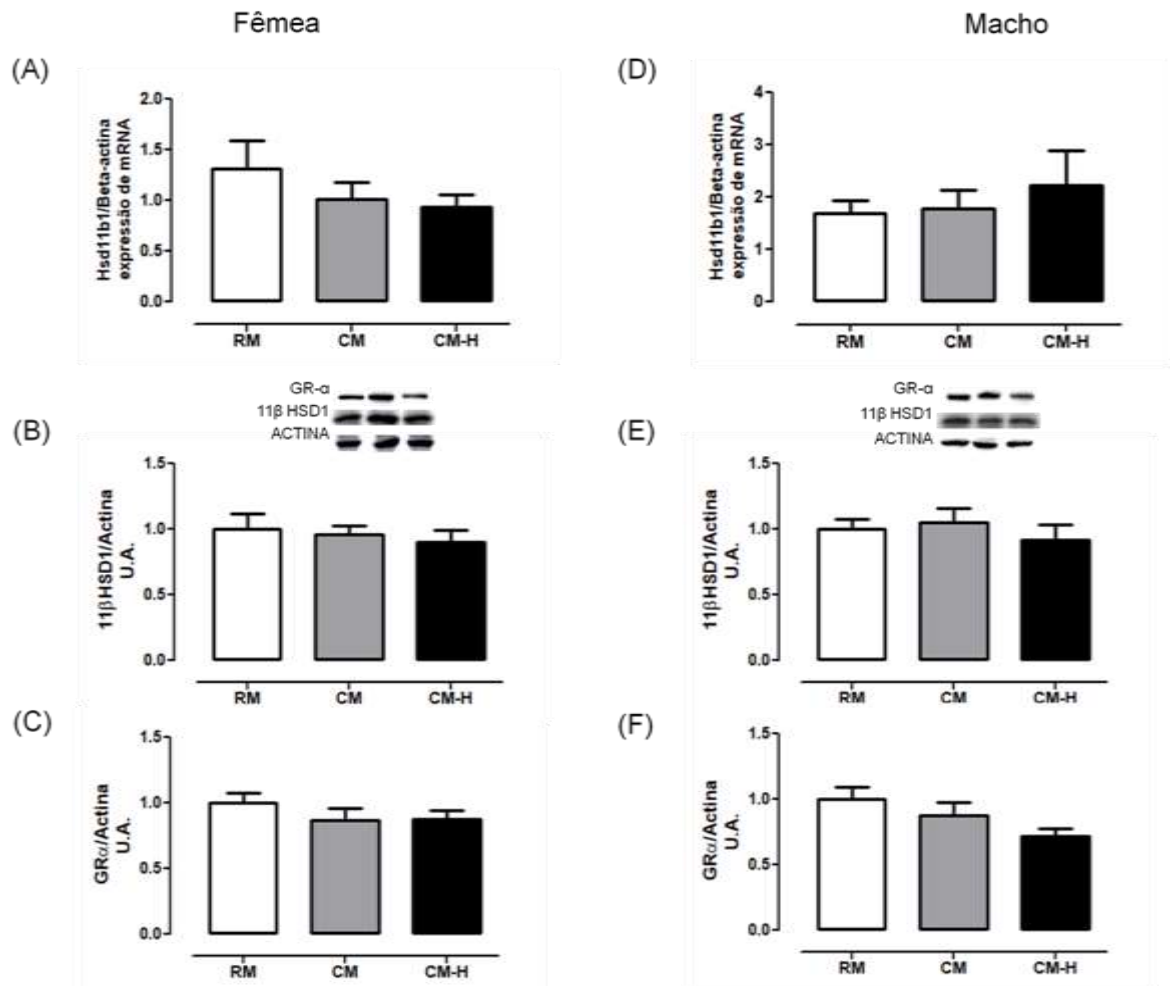 Fêmea
Macho
(A)
Hsd11b1/Beta-actina
expressão de mRNA
2.0
1.5
1.0
0.5
0.0
RM CM CM-H
(D)
Hsd11b1/Beta-actina
expressão de mRNA
4
3
2
1
0
RM CM CM-H
(B)
GR-α
11β HSD1
ACTINA
11βHSD1/Actina
U.A.
1.5
1.0
0.5
0.0
RM CM CM-H
(E)
GR-α
11β HSD1
ACTINA
11βHSD1/Actina
U.A.
1.5
1.0
0.5
0.0
RM CM CM-H
(C)
GRα/Actina
U.A.
1.5
1.0
0.5
0.0
RM CM CM-H
(F)
GRα/Actina
U.A.
1.5
1.0
0.5
0.0
RM CM CM-H